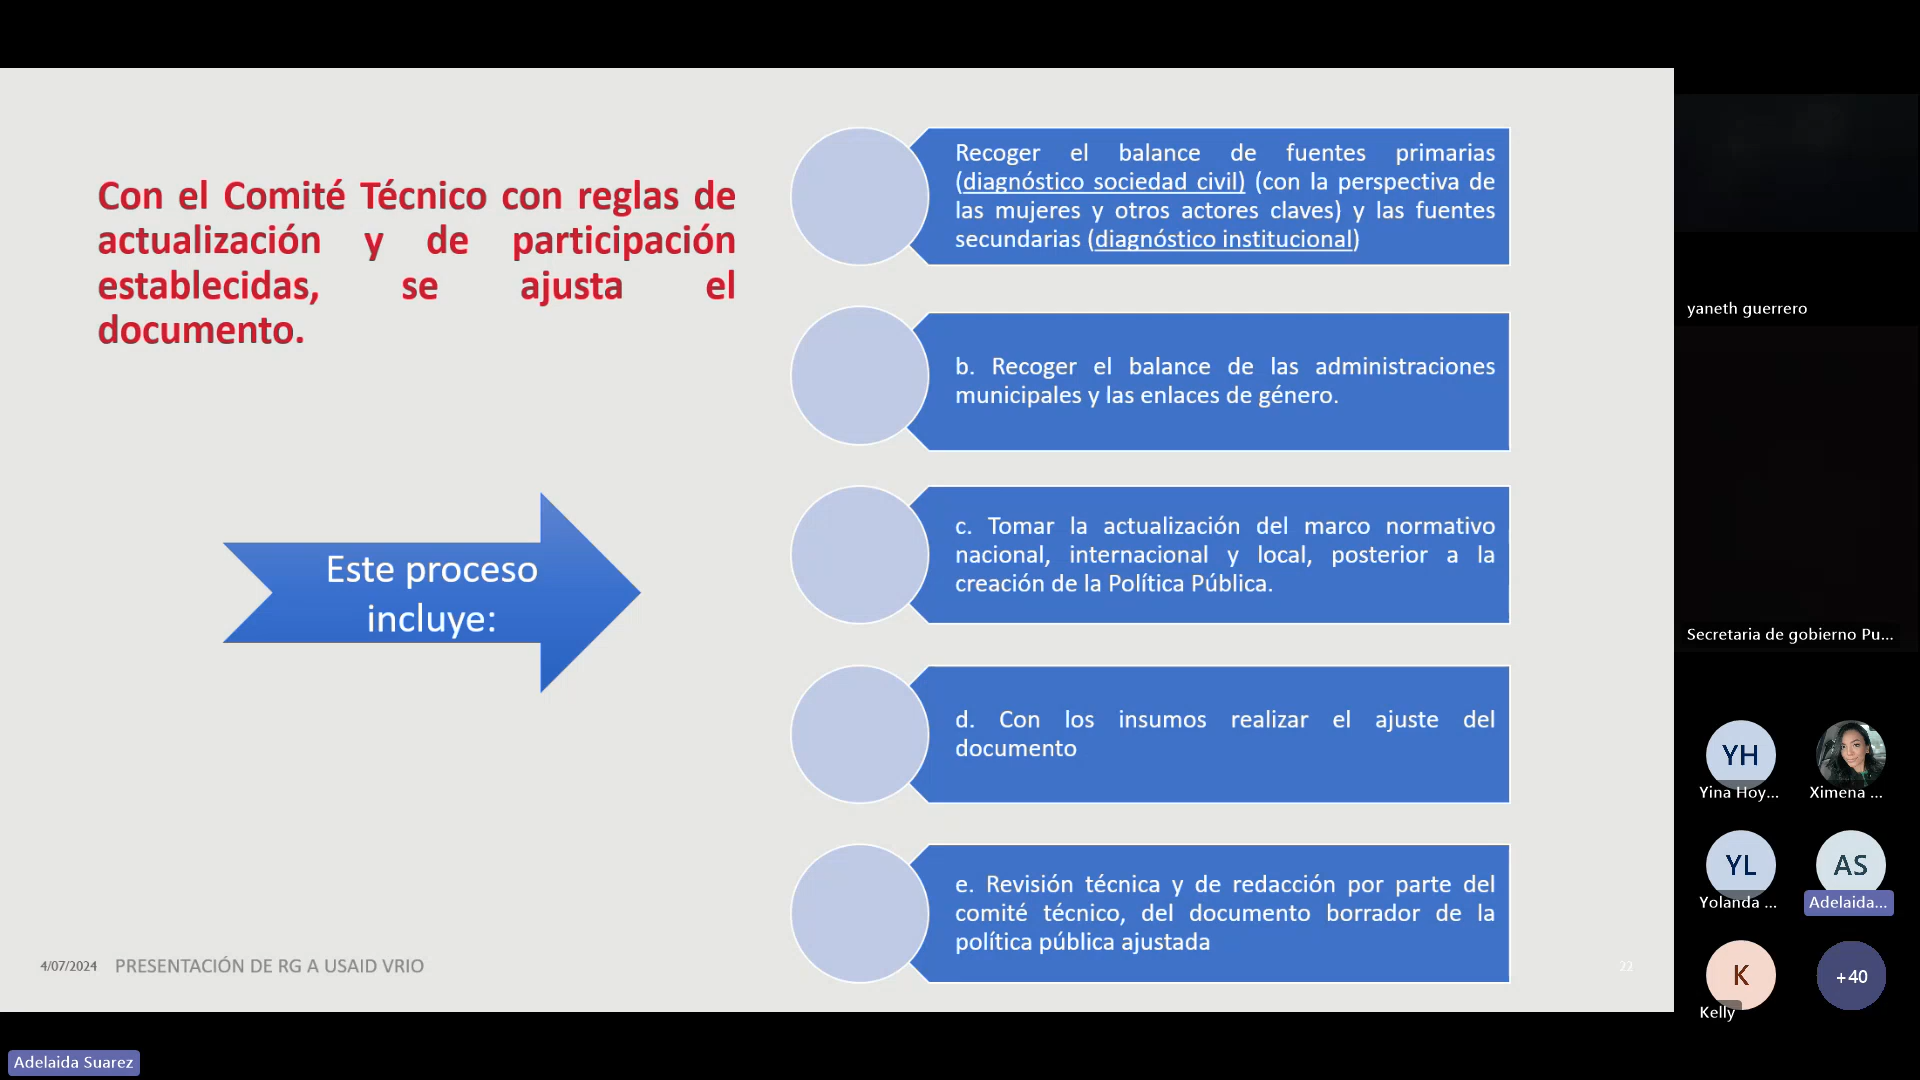 Con el Comité Técnico con reglas de
actualización y de participación
establecidas, se ajusta el
documento.
Este proceso
incluye:
Recoger el balance de fuentes primarias
(diagnóstico sociedad civil) (con la perspectiva de
las mujeres y otros actores claves) y las fuentes
secundarias (diagnóstico institucional)
b. Recoger el balance de las administraciones
municipales y las enlaces de género.
c. Tomar la actualización del marco normativo
nacional, internacional y local, posterior a la
creación de la Política Pública.
d. Con los insumos realizar el ajuste del
documento
e. Revisión técnica y de redacción por parte del
comité técnico, del documento borrador de la
política pública ajustada
4/07/2024 PRESENTACIÓN DE RG A USAID VRIO
22
yaneth guerrero
Secretaria de gobierno Pu...
YH
Yina Hoy...
Ximena ...
YL
Yolanda ...
AS
Adelaida...
K
Kelly
+40
Adelaida Suarez